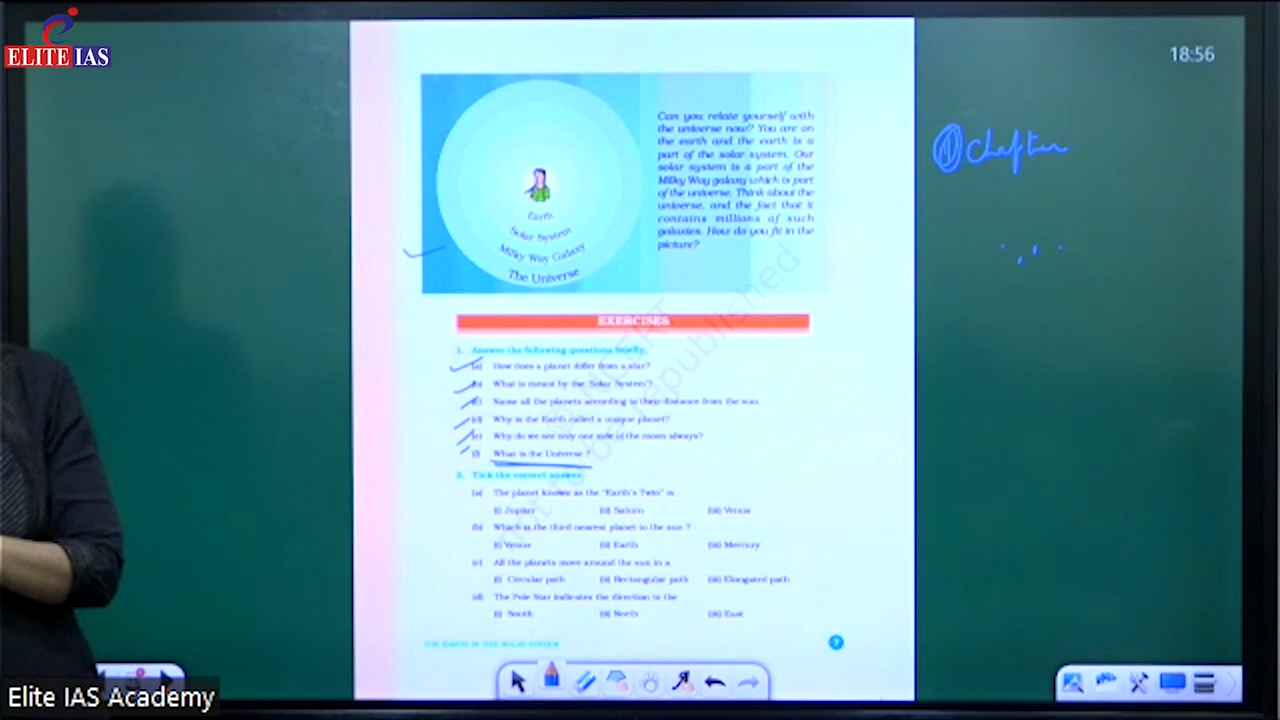 ELITE IAS
18:56
Can you relate yourself with
the universe now? You are on
the earth and the earth is a
part of the solar system. Our
solar system is a part of the
Milky Way galaxy which is part
of the universe. Think about the
universe, and the fact that it
contains millions of such
galaxies. How do you fit in the
picture?
① Chapter
Earth
Solar System
Milky Way Galaxy
The Universe
EXERCISES
1. Answer the following questions briefly.
(a) How does a planet differ from a star?
(b) What is meant by the 'Solar System'?
(c) Name all the planets according to their distance from the sun.
(d) Why is the Earth called a unique planet?
(e) Why do we see only one side of the moon always?
(f) What is the Universe ?
2. Tick the correct answer.
(a) The planet known as the "Earth's Twin" is
(i) Jupiter (ii) Saturn (iii) Venus
(b) Which is the third nearest planet to the sun ?
(i) Venus (ii) Earth (iii) Mercury
(c) All the planets move around the sun in a
(i) Circular path (ii) Rectangular path (iii) Elongated path
(d) The Pole Star indicates the direction to the
(i) South (ii) North (iii) East
THE EARTH IN THE SOLAR SYSTEM
7
Elite IAS Academy